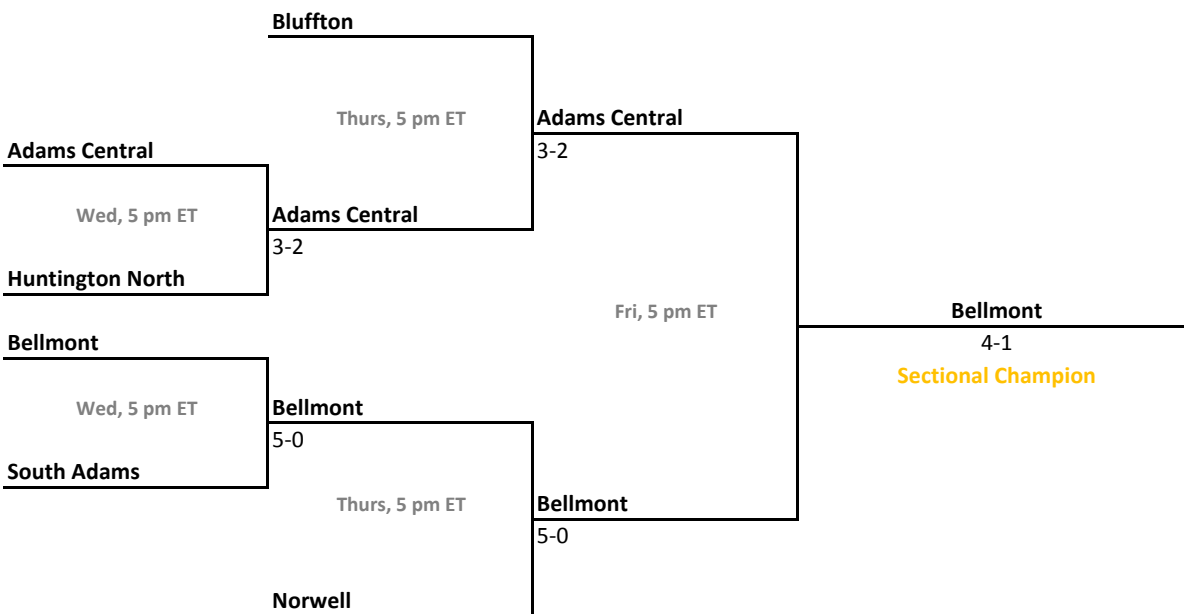 Bluffton
Thurs, 5 pm ET
Adams Central
3-2
Adams Central
Wed, 5 pm ET
Adams Central
3-2
Huntington North
Fri, 5 pm ET
Bellmont
4-1
Sectional Champion
Bellmont
Wed, 5 pm ET
Bellmont
5-0
South Adams
Thurs, 5 pm ET
Bellmont
5-0
Norwell